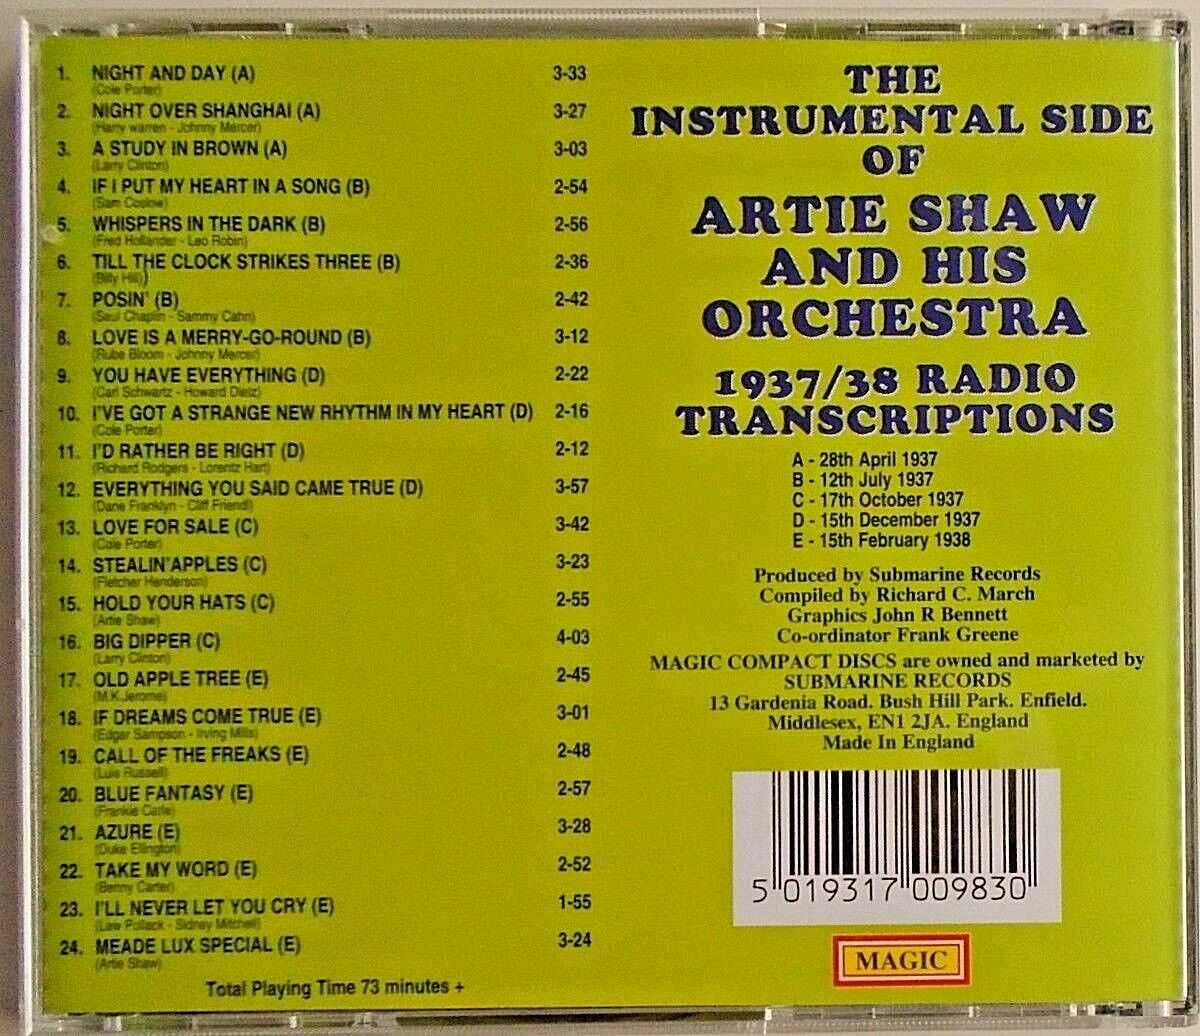 1. NIGHT AND DAY (A) 3-33
(Cole Porter)
2. NIGHT OVER SHANGHAI (A) 3-27
(Harry warren - Johnny Mercer)
3. A STUDY IN BROWN (A) 3-03
(Larry Clinton)
4. IF I PUT MY HEART IN A SONG (B) 2-54
(Sam Coslow)
5. WHISPERS IN THE DARK (B) 2-56
(Fred Hollander - Leo Robin)
6. TILL THE CLOCK STRIKES THREE (B) 2-36
(Billy Hill))
7. POSIN' (B) 2-42
(Saul Chaplin - Sammy Cahn)
8. LOVE IS A MERRY-GO-ROUND (B) 3-12
(Rube Bloom - Johnny Mercer)
9. YOU HAVE EVERYTHING (D) 2-22
(Carl Schwartz - Howard Dietz)
10. I'VE GOT A STRANGE NEW RHYTHM IN MY HEART (D) 2-16
(Cole Porter)
11. I'D RATHER BE RIGHT (D) 2-12
(Richard Rodgers - Lorentz Hart)
12. EVERYTHING YOU SAID CAME TRUE (D) 3-57
(Dane Franklyn - Cliff Friend)
13. LOVE FOR SALE (C) 3-42
(Cole Porter)
14. STEALIN'APPLES (C) 3-23
(Fletcher Henderson)
15. HOLD YOUR HATS (C) 2-55
(Artie Shaw)
16. BIG DIPPER (C) 4-03
(Larry Clinton)
17. OLD APPLE TREE (E) 2-45
(M.K.Jerome)
18. IF DREAMS COME TRUE (E) 3-01
(Edgar Sampson - Irving Mills)
19. CALL OF THE FREAKS (E) 2-48
(Luis Russell)
20. BLUE FANTASY (E) 2-57
(Frankie Carle)
21. AZURE (E) 3-28
(Duke Ellington)
22. TAKE MY WORD (E) 2-52
(Benny Carter)
23. I'LL NEVER LET YOU CRY (E) 1-55
(Lew Pollack - Sidney Mitchell)
24. MEADE LUX SPECIAL (E) 3-24
(Artie Shaw)
Total Playing Time 73 minutes +
THE
INSTRUMENTAL SIDE
OF
ARTIE SHAW
AND HIS
ORCHESTRA
1937/38 RADIO
TRANSCRIPTIONS
A - 28th April 1937
B - 12th July 1937
C - 17th October 1937
D - 15th December 1937
E - 15th February 1938
Produced by Submarine Records
Compiled by Richard C. March
Graphics John R Bennett
Co-ordinator Frank Greene
MAGIC COMPACT DISCS are owned and marketed by
SUBMARINE RECORDS
13 Gardenia Road. Bush Hill Park. Enfield.
Middlesex, EN1 2JA. England
Made In England
5 019317 009830
MAGIC